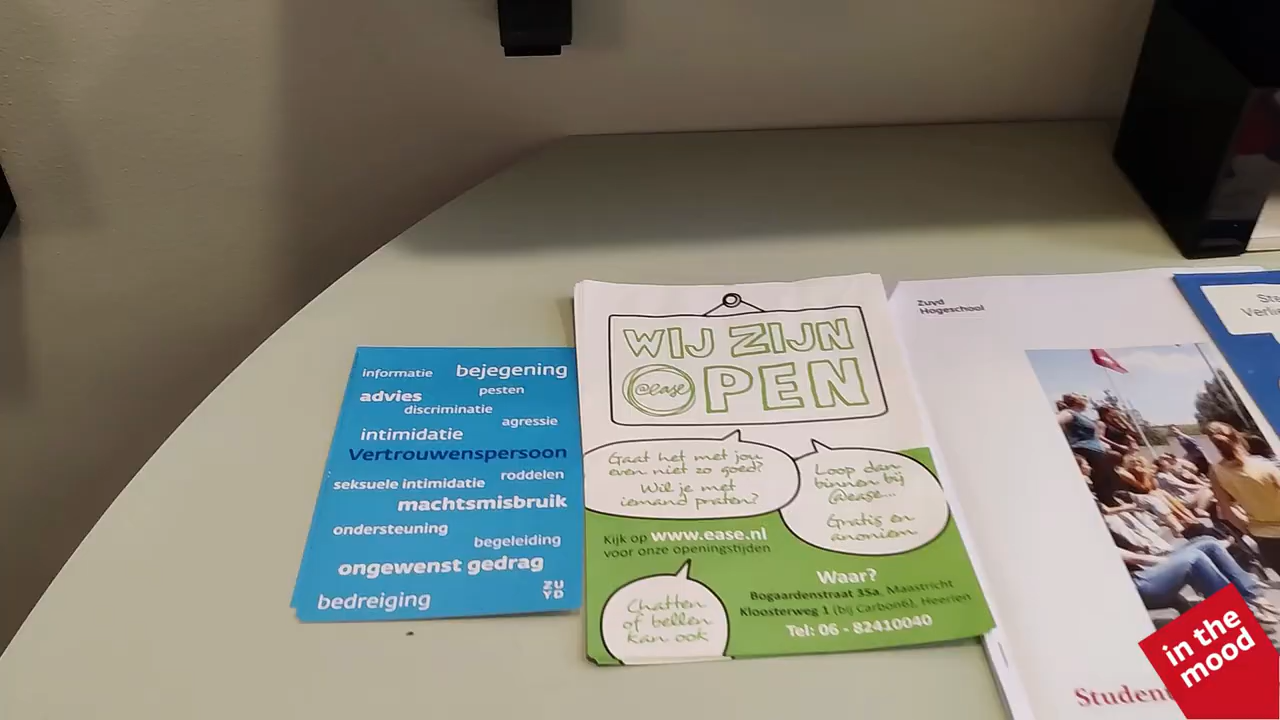 informatie
bejegening
advies
pesten
discriminatie
agressie
intimidatie
Vertrouwenspersoon
roddelen
seksuele intimidatie
machtsmisbruik
ondersteuning
begeleiding
ongewenst gedrag
bedreiging
ZU
YD
WIJ ZIJN
@ease
OPEN
Gaat het met jou
even niet zo goed?
Wil je met
iemand praten?
Loop dan
binnen bij
@ease...
Gratis en
anoniem
Kijk op www.ease.nl
voor onze openingstijden
Chatten
of bellen
kan ook
Waar?
Bogaardenstraat 35a, Maastricht
Kloosterweg 1 (bij Carbon6), Heerlen
Tel: 06 - 82410040
Zuyd
Hogeschool
in the
mood